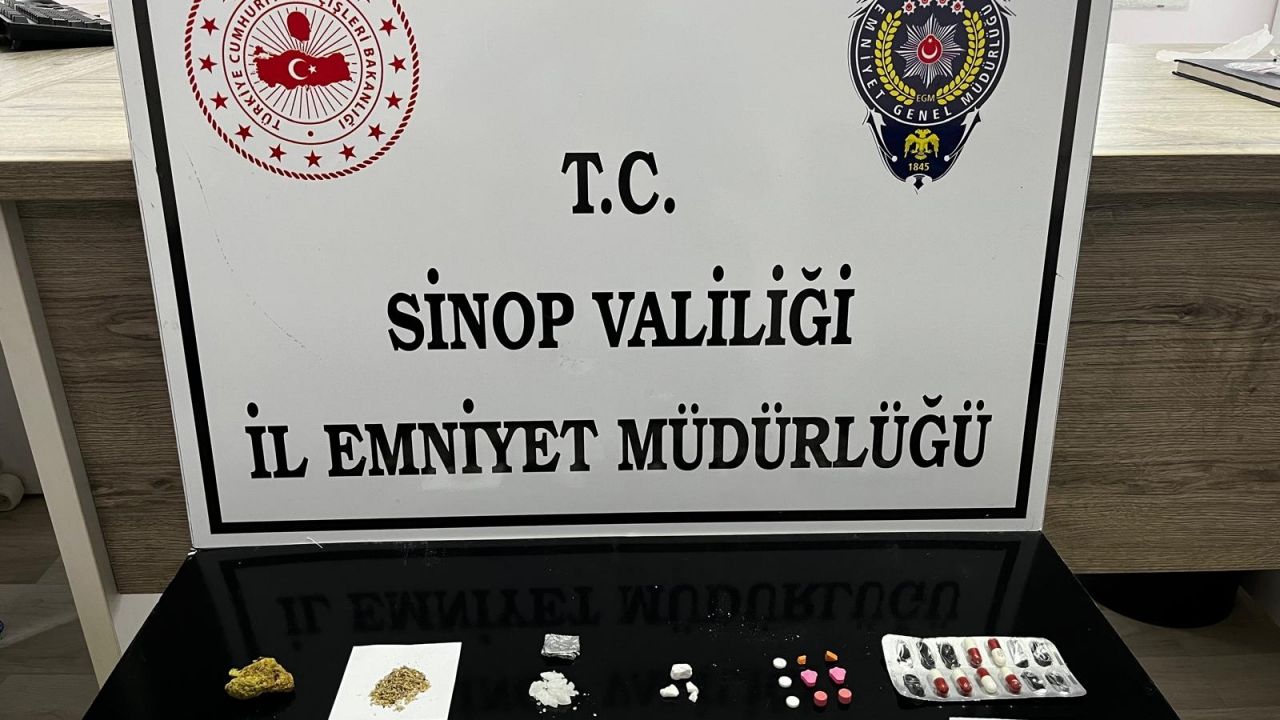 TÜRKİYE CUMHURİYETİ İÇİŞLERİ BAKANLIĞI
EMNİYET GENEL MÜDÜRLÜĞÜ
EGM
1845
T.C.
SİNOP VALİLİĞİ
İL EMNİYET MÜDÜRLÜĞÜ